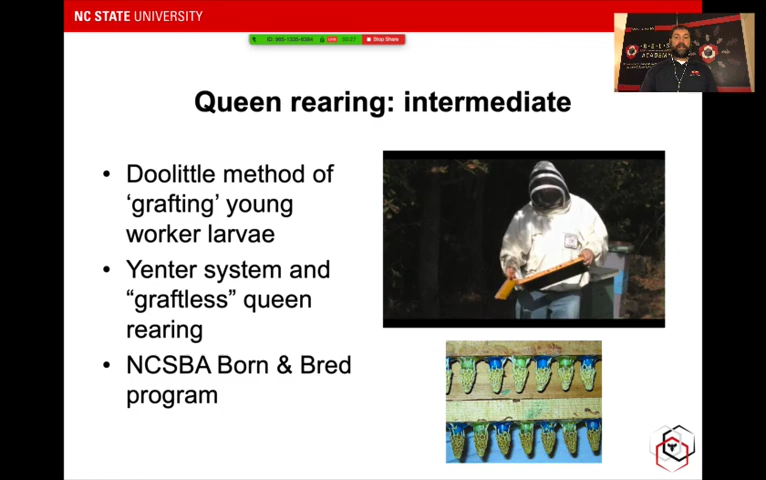 NC STATE UNIVERSITY
Stop Share
Queen rearing: intermediate
• Doolittle method of
‘grafting’ young
worker larvae
• Yenter system and
“graftless” queen
rearing
• NCSBA Born & Bred
program